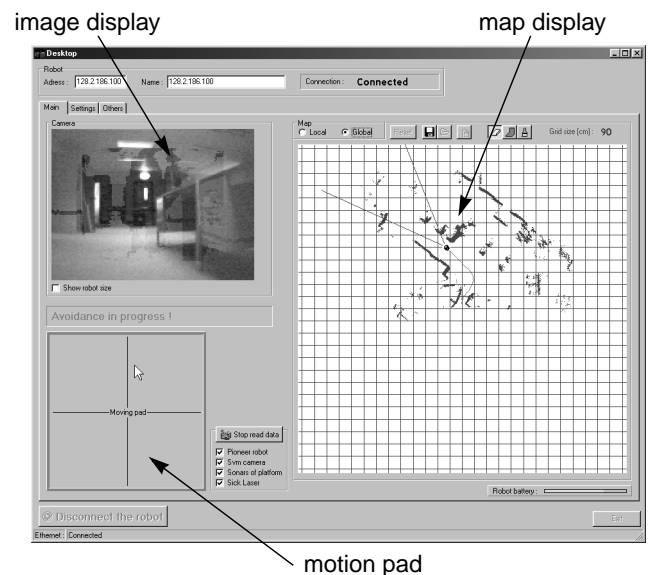 image display
map display
Desktop
Robot
Adress : 128.2.186.100 Name : 128.2.186.100 Connection : Connected
Main Settings Others
Camera
Map
Local Global Reset Grid size [cm] : 90
Show robot size
Avoidance in progress !
Moving pad
Stop read data
Pioneer robot
Svm camera
Sonars of platform
Sick Laser
Robot battery :
Disconnect the robot Exit
Ethernet : Connected
motion pad